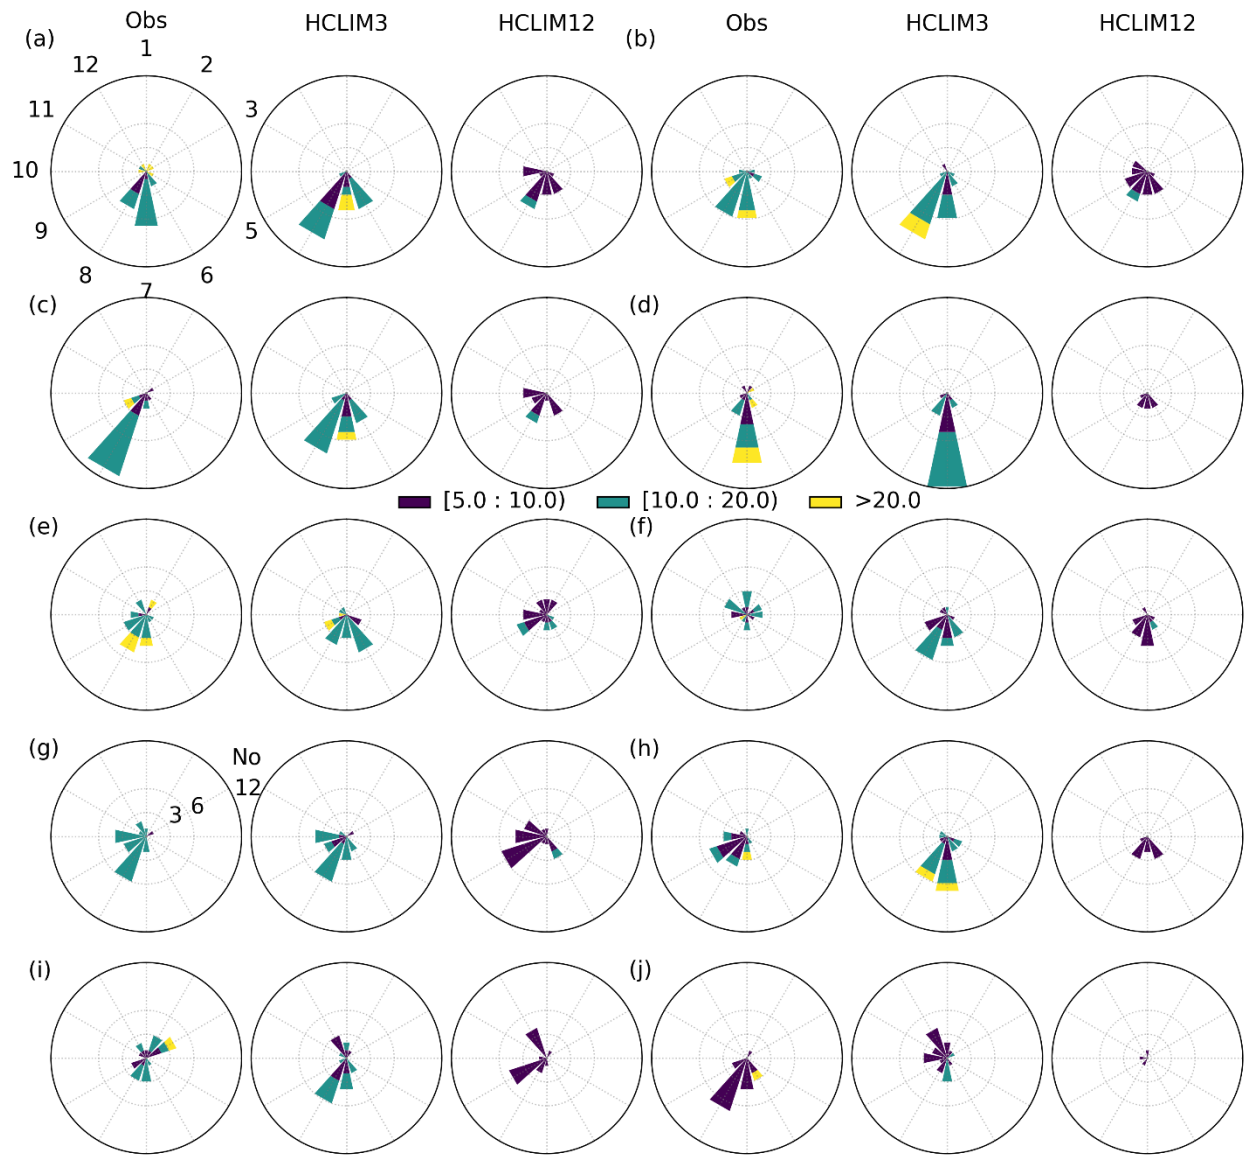 Obs HCLIM3 HCLIM12 Obs HCLIM3 HCLIM12
(a) (b)
1
12 2
11 3
10
9 5
8 6
7
(c) (d)
[5.0 : 10.0) [10.0 : 20.0) >20.0
(e) (f)
(g) (h)
No
12
3 6
(i) (j)